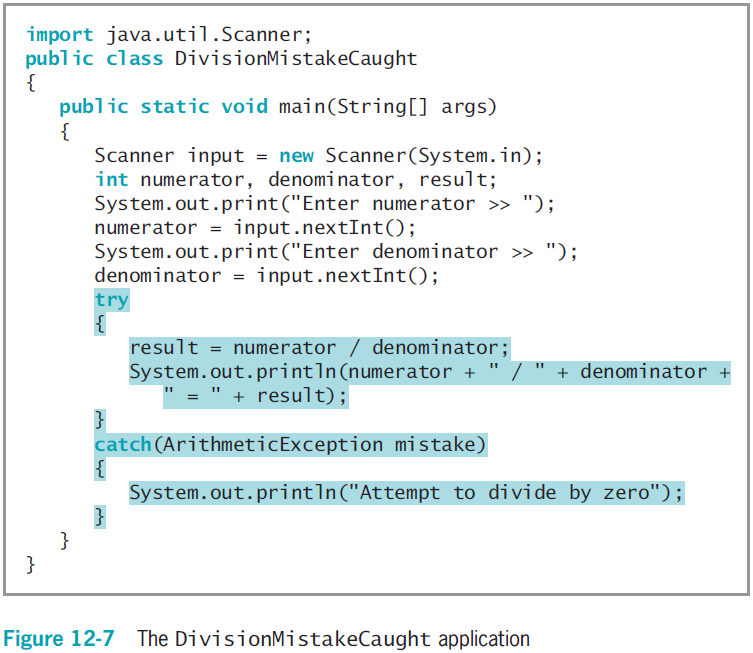 import java.util.Scanner;
public class DivisionMistakeCaught
{
   public static void main(String[] args)
   {
      Scanner input = new Scanner(System.in);
      int numerator, denominator, result;
      System.out.print("Enter numerator >> ");
      numerator = input.nextInt();
      System.out.print("Enter denominator >> ");
      denominator = input.nextInt();
      try
      {
         result = numerator / denominator;
         System.out.println(numerator + " / " + denominator +
            " = " + result);
      }
      catch(ArithmeticException mistake)
      {
         System.out.println("Attempt to divide by zero");
      }
   }
}
Figure 12-7 The DivisionMistakeCaught application